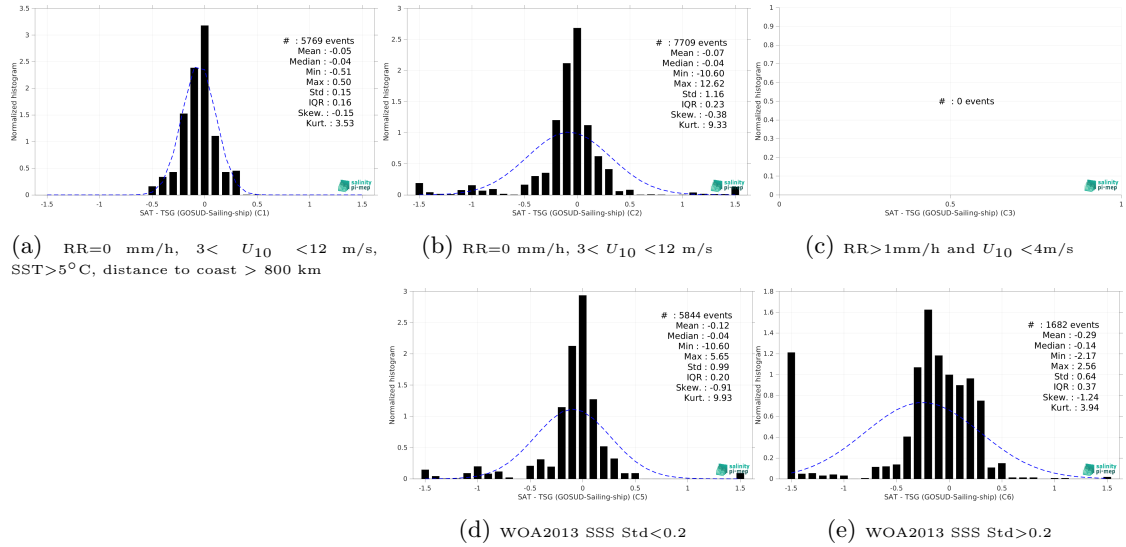 3.5
3
2.5
2
1.5
1
0.5
0
-1.5
-1
-0.5
0
0.5
1
1.5
Normalized histogram
SAT - TSG (GOSUD-Sailing-ship) (C1)
# : 5769 events
Mean : -0.05
Median : -0.04
Min : -0.51
Max : 0.50
Std : 0.15
IQR : 0.16
Skew. : -0.15
Kurt. : 3.53
salinity
pi-mep
(a) RR=0 mm/h, 3< U10 <12 m/s,
SST>5°C, distance to coast > 800 km
3
2.5
2
1.5
1
0.5
0
-1.5
-1
-0.5
0
0.5
1
1.5
Normalized histogram
SAT - TSG (GOSUD-Sailing-ship) (C2)
# : 7709 events
Mean : -0.07
Median : -0.04
Min : -10.60
Max : 12.62
Std : 1.16
IQR : 0.23
Skew. : -0.38
Kurt. : 9.33
salinity
pi-mep
(b) RR=0 mm/h, 3< U10 <12 m/s
1
0.9
0.8
0.7
0.6
0.5
0.4
0.3
0.2
0.1
0
0
0.5
1
Normalized histogram
SAT - TSG (GOSUD-Sailing-ship) (C3)
# : 0 events
salinity
pi-mep
(c) RR>1mm/h and U10 <4m/s
3
2.5
2
1.5
1
0.5
0
-1.5
-1
-0.5
0
0.5
1
1.5
Normalized histogram
SAT - TSG (GOSUD-Sailing-ship) (C5)
# : 5844 events
Mean : -0.12
Median : -0.04
Min : -10.60
Max : 5.65
Std : 0.99
IQR : 0.20
Skew. : -0.91
Kurt. : 9.93
salinity
pi-mep
(d) WOA2013 SSS Std<0.2
1.8
1.6
1.4
1.2
1
0.8
0.6
0.4
0.2
0
-1.5
-1
-0.5
0
0.5
1
1.5
Normalized histogram
SAT - TSG (GOSUD-Sailing-ship) (C6)
# : 1682 events
Mean : -0.29
Median : -0.14
Min : -2.17
Max : 2.56
Std : 0.64
IQR : 0.37
Skew. : -1.24
Kurt. : 3.94
salinity
pi-mep
(e) WOA2013 SSS Std>0.2